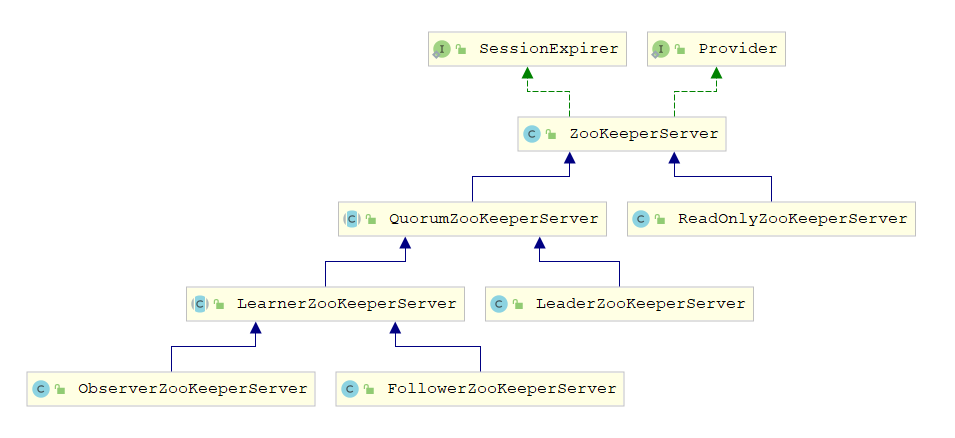 SessionExpirer Provider
ZooKeeperServer
QuorumZooKeeperServer ReadOnlyZooKeeperServer
LearnerZooKeeperServer LeaderZooKeeperServer
ObserverZooKeeperServer FollowerZooKeeperServer